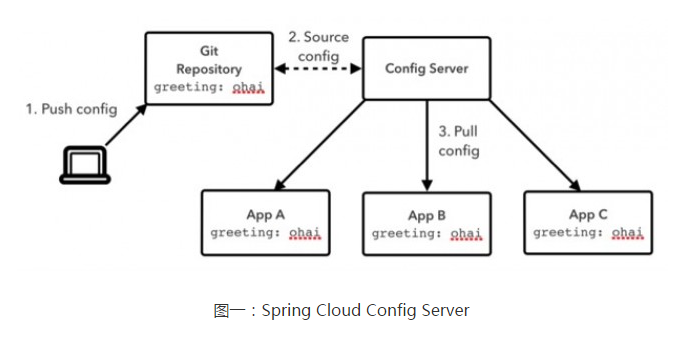 Git
Repository
greeting: ohai
2. Source
config
Config Server
1. Push config
3. Pull
config
App A
greeting: ohai
App B
greeting: ohai
App C
greeting: ohai
图一：Spring Cloud Config Server